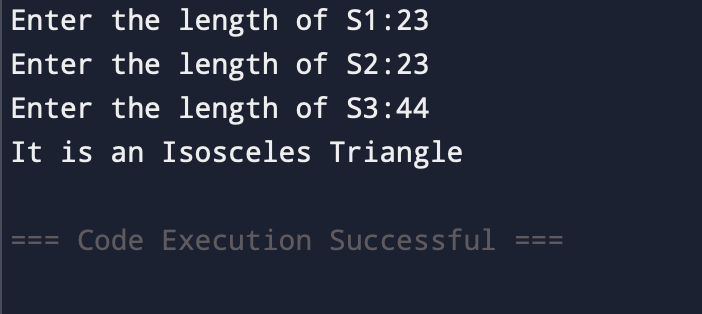 Enter the length of S1:23
Enter the length of S2:23
Enter the length of S3:44
It is an Isosceles Triangle
=== Code Execution Successful ===